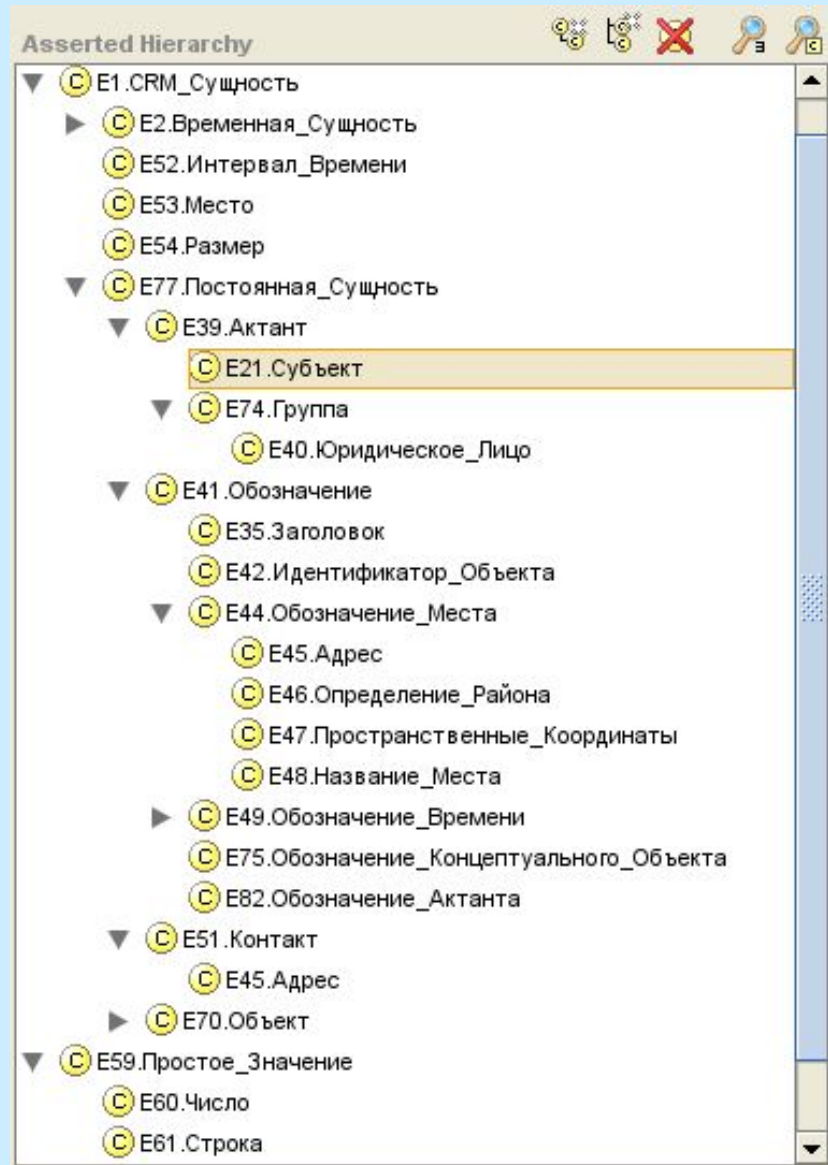 Asserted Hierarchy
E1.CRM_Сущность
E2.Временная_Сущность
E52.Интервал_Времени
E53.Место
E54.Размер
E77.Постоянная_Сущность
E39.Актант
E21.Субъект
E74.Группа
E40.Юридическое_Лицо
E41.Обозначение
E35.Заголовок
E42.Идентификатор_Объекта
E44.Обозначение_Места
E45.Адрес
E46.Определение_Района
E47.Пространственные_Координаты
E48.Название_Места
E49.Обозначение_Времени
E75.Обозначение_Концептуального_Объекта
E82.Обозначение_Актанта
E51.Контакт
E45.Адрес
E70.Объект
E59.Простое_Значение
E60.Число
E61.Строка